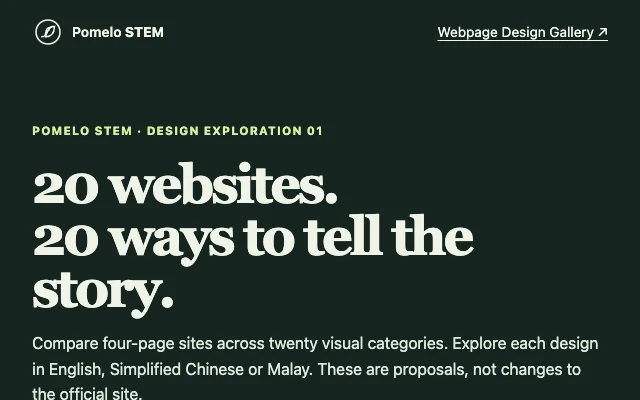 Pomelo STEM
Webpage Design Gallery ↗
POMELO STEM · DESIGN EXPLORATION 01
20 websites.
20 ways to tell the
story.
Compare four-page sites across twenty visual categories. Explore each design
in English, Simplified Chinese or Malay. These are proposals, not changes to
the official site.